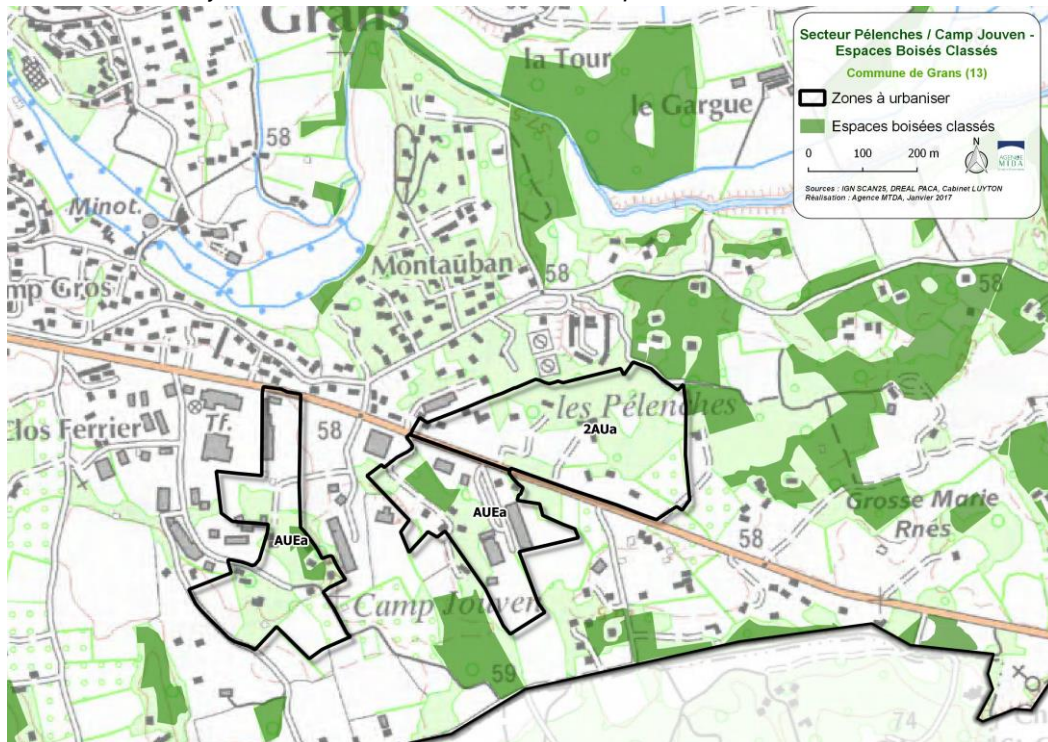 Grans
la Tour
le Gargue
58
Minot.
Montauban
58
58
mp Gros
Clos Ferrier
Tf.
58
les Pélenches
2AUa
AUEa
AUEa
Grosse Marie
Rnes
58
Camp Jouven
59
74
Secteur Pélenches / Camp Jouven -
Espaces Boisés Classés
Commune de Grans (13)
Zones à urbaniser
Espaces boisées classés
0 100 200 m
N
AGENCE
MTDA
Sources : IGN SCAN25, DREAL PACA, Cabinet LUYTON
Réalisation : Agence MTDA, Janvier 2017